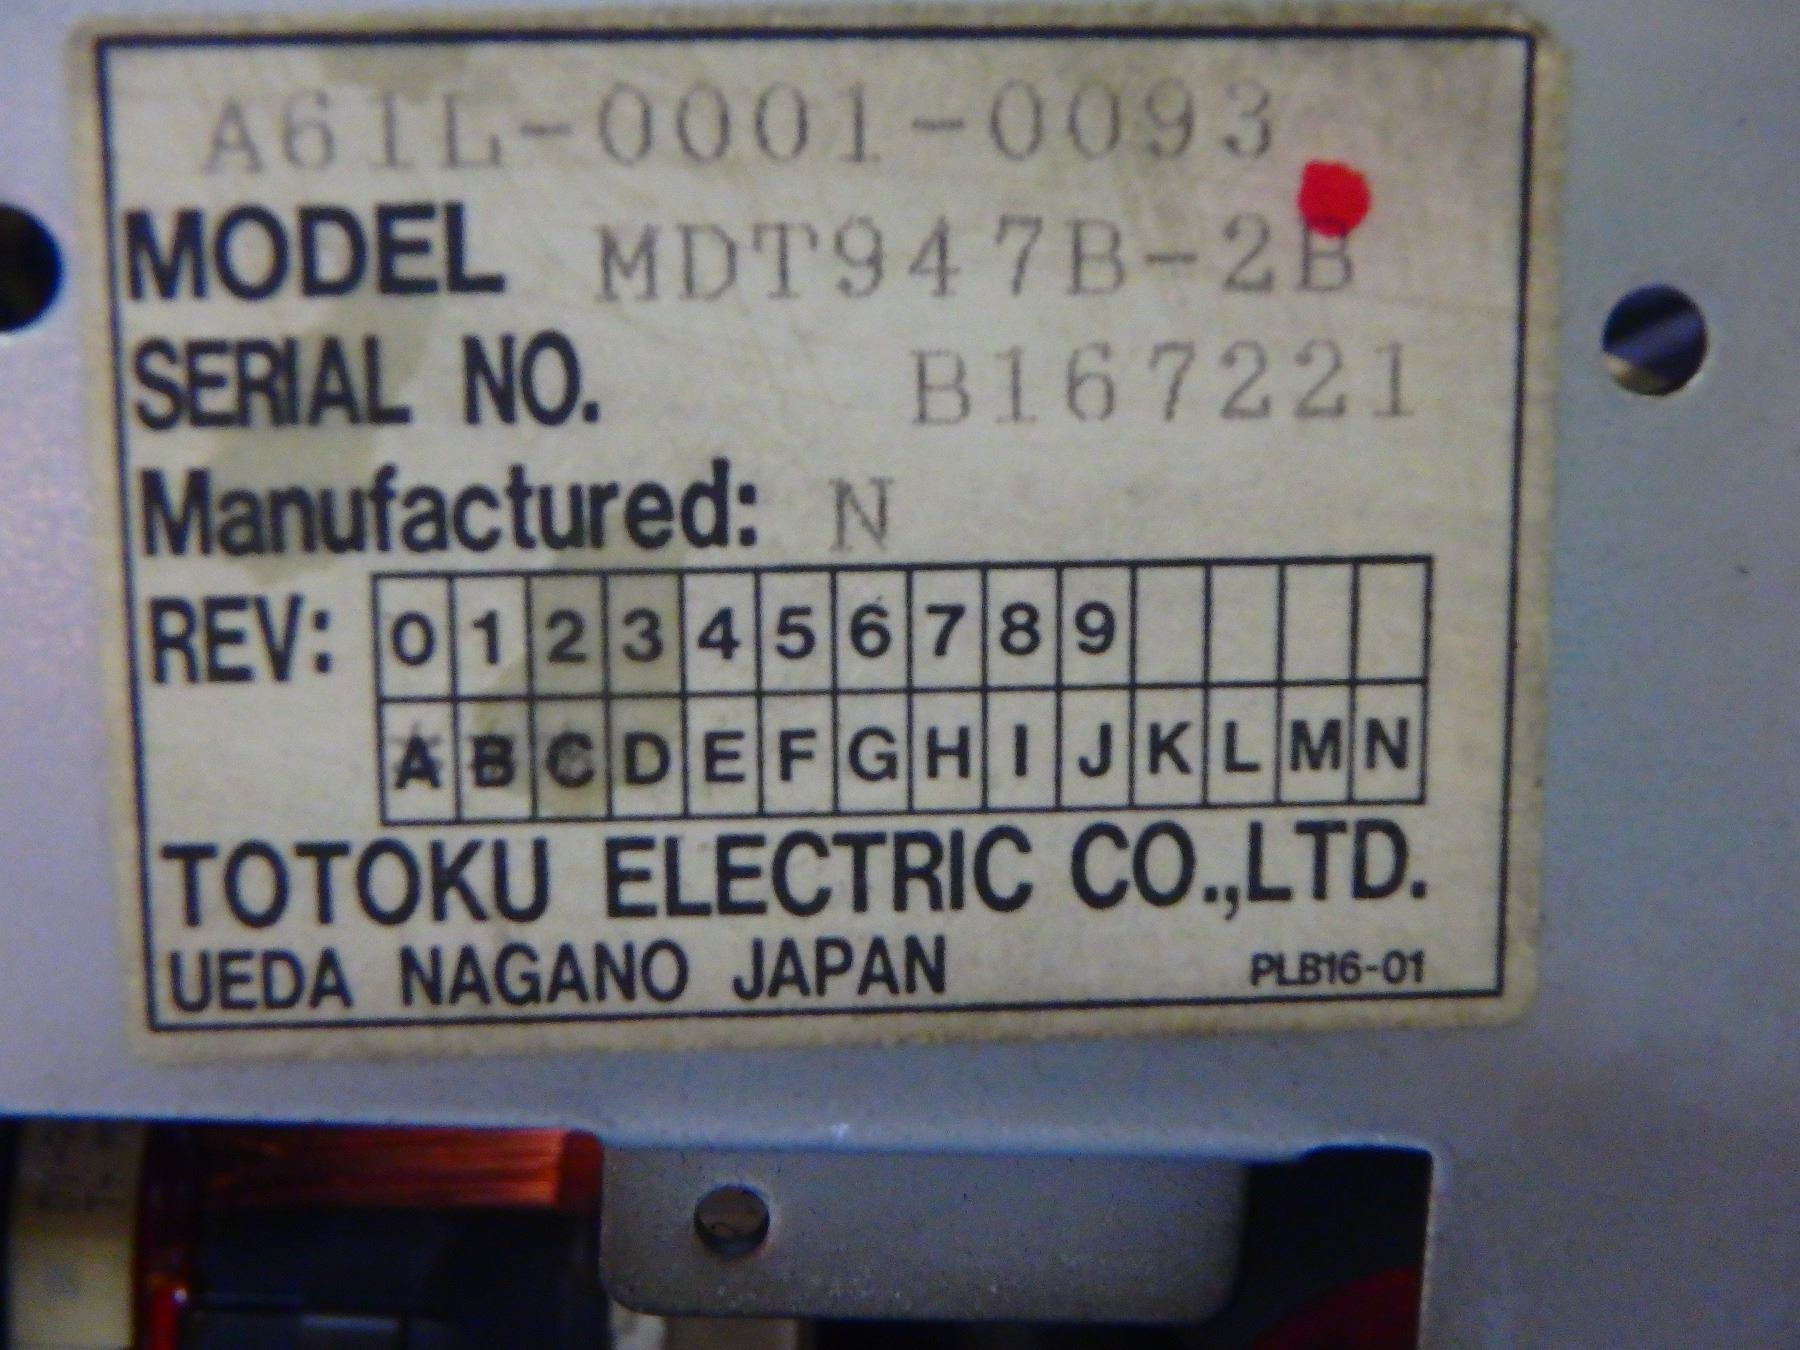 A61L-0001-0093
MODEL MDT947B-2B
SERIAL NO. B167221
Manufactured: N
REV: 0 1 2 3 4 5 6 7 8 9
A B C D E F G H I J K L M N
TOTOKU ELECTRIC CO.,LTD.
UEDA NAGANO JAPAN PLB16-01